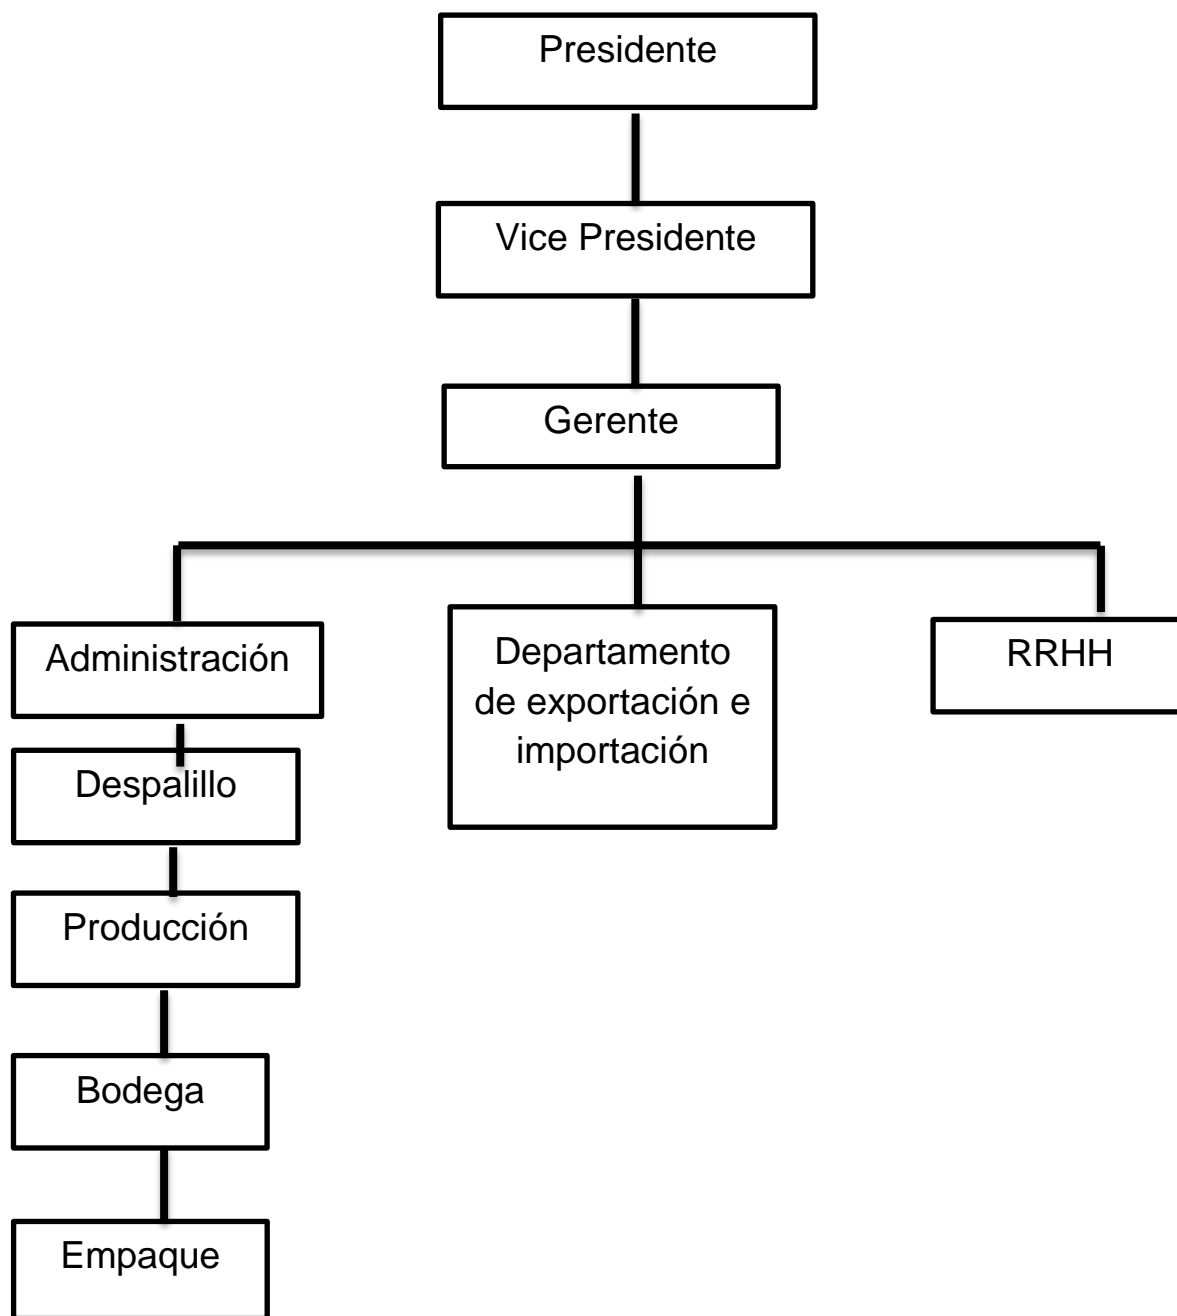 Presidente
Vice Presidente
Gerente
Administración
Departamento
de exportación e
importación
RRHH
Despalillo
Producción
Bodega
Empaque